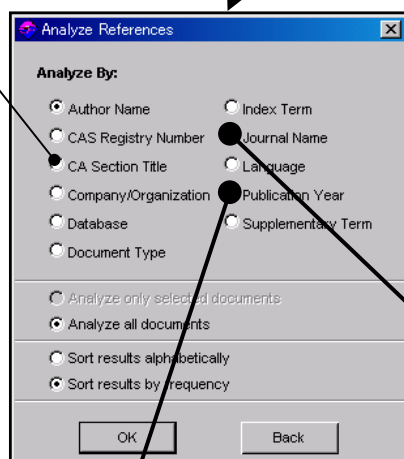 Analyze References
Analyze By:
Author Name
Index Term
CAS Registry Number
Journal Name
CA Section Title
Language
Company/Organization
Publication Year
Database
Supplementary Term
Document Type
Analyze only selected documents
Analyze all documents
Sort results alphabetically
Sort results by frequency
OK
Back